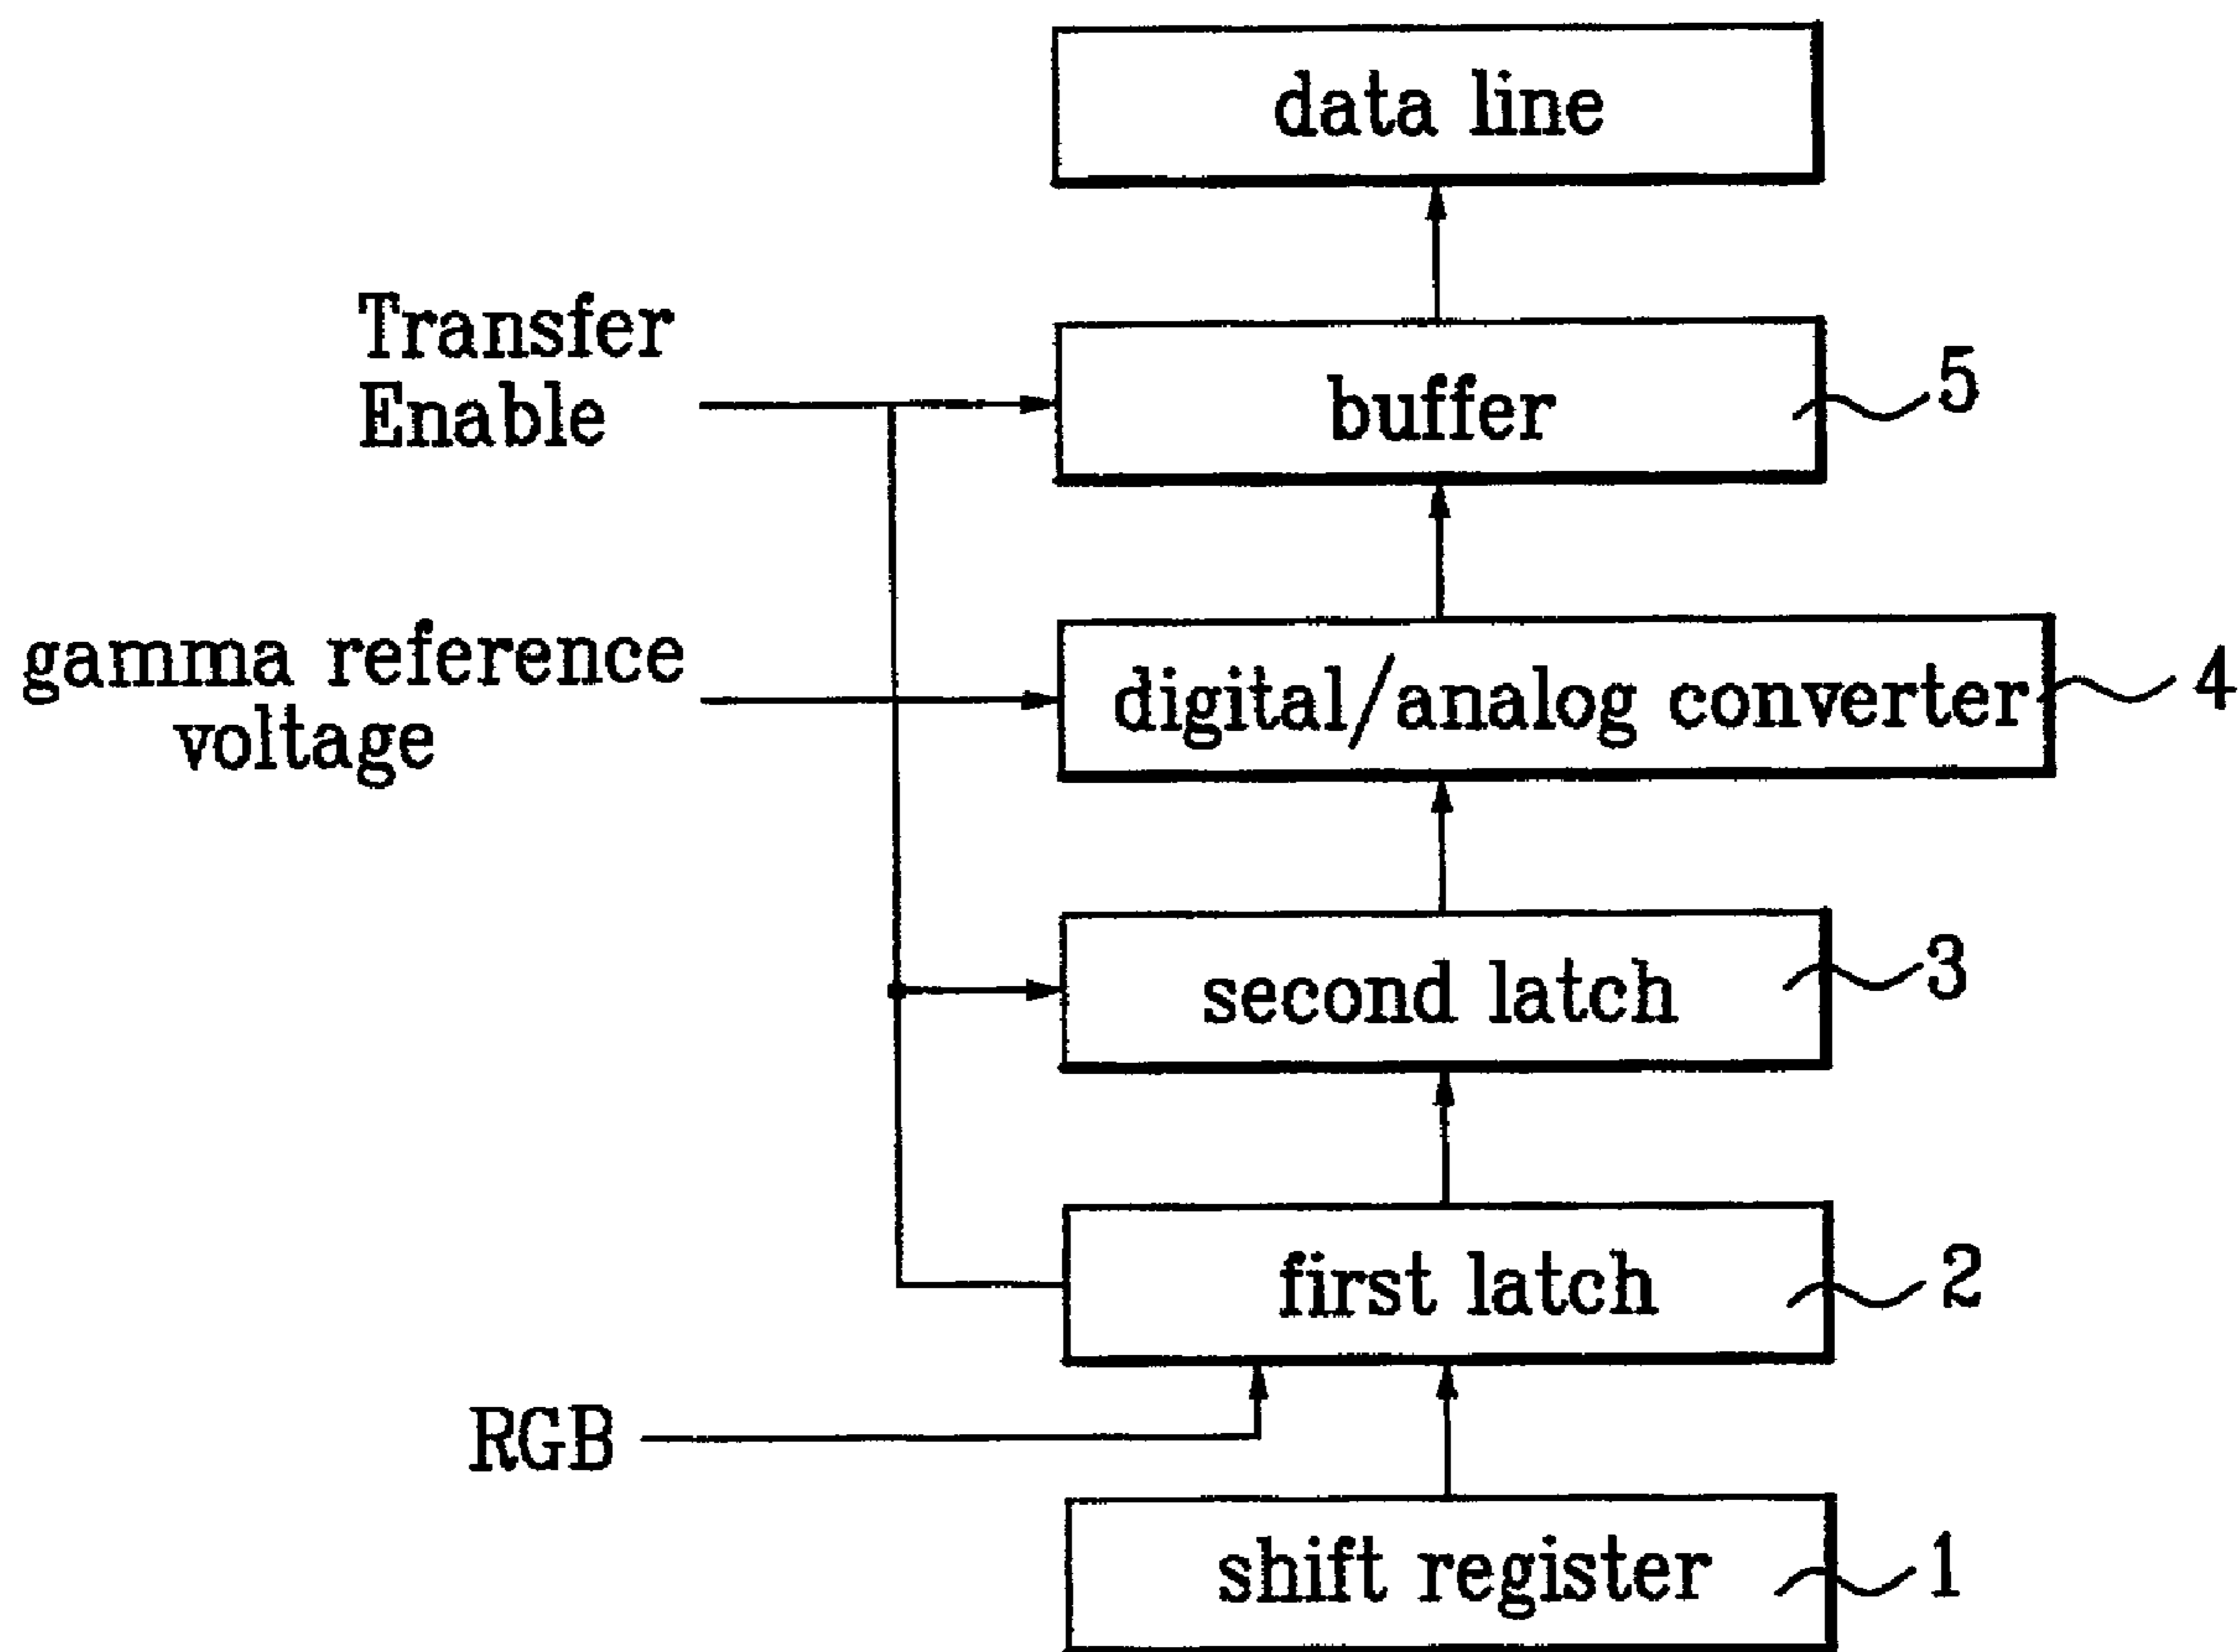 data line
Transfer
Enable
buffer
5
gamma reference
voltage
digital/analog converter
4
second latch
3
first latch
2
RGB
shift register
1